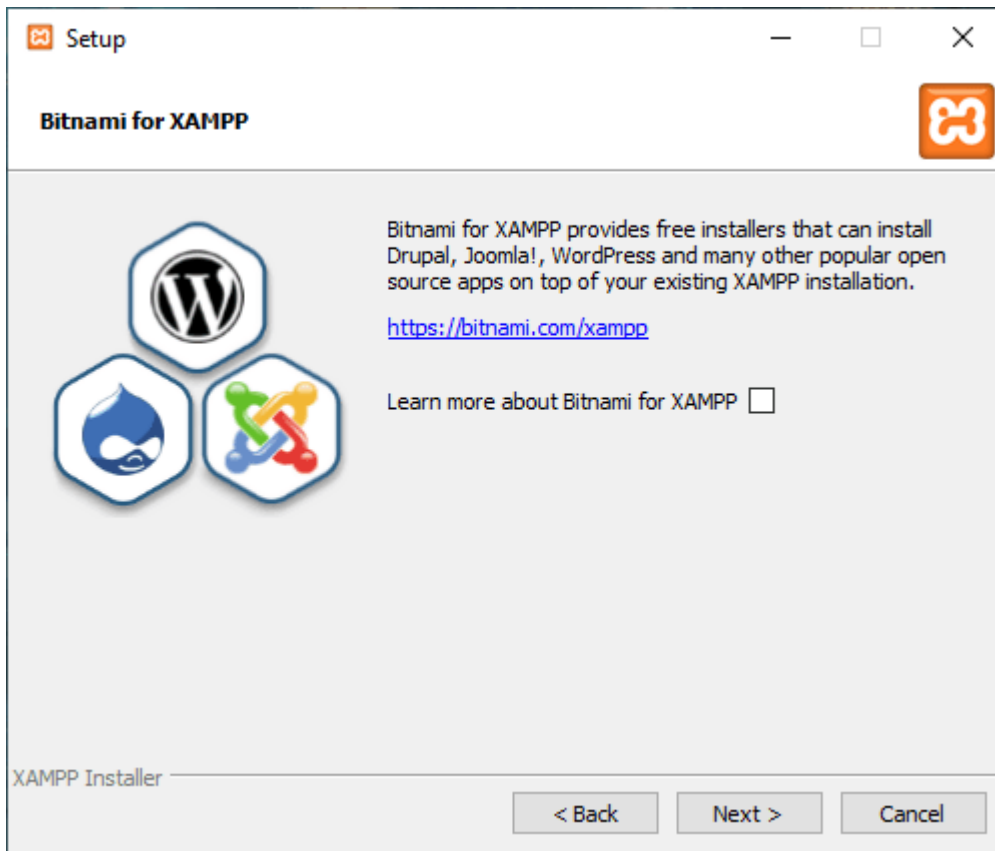 Setup
Bitnami for XAMPP
Bitnami for XAMPP provides free installers that can install
Drupal, Joomla!, WordPress and many other popular open
source apps on top of your existing XAMPP installation.
https://bitnami.com/xampp
Learn more about Bitnami for XAMPP
XAMPP Installer
< Back
Next >
Cancel